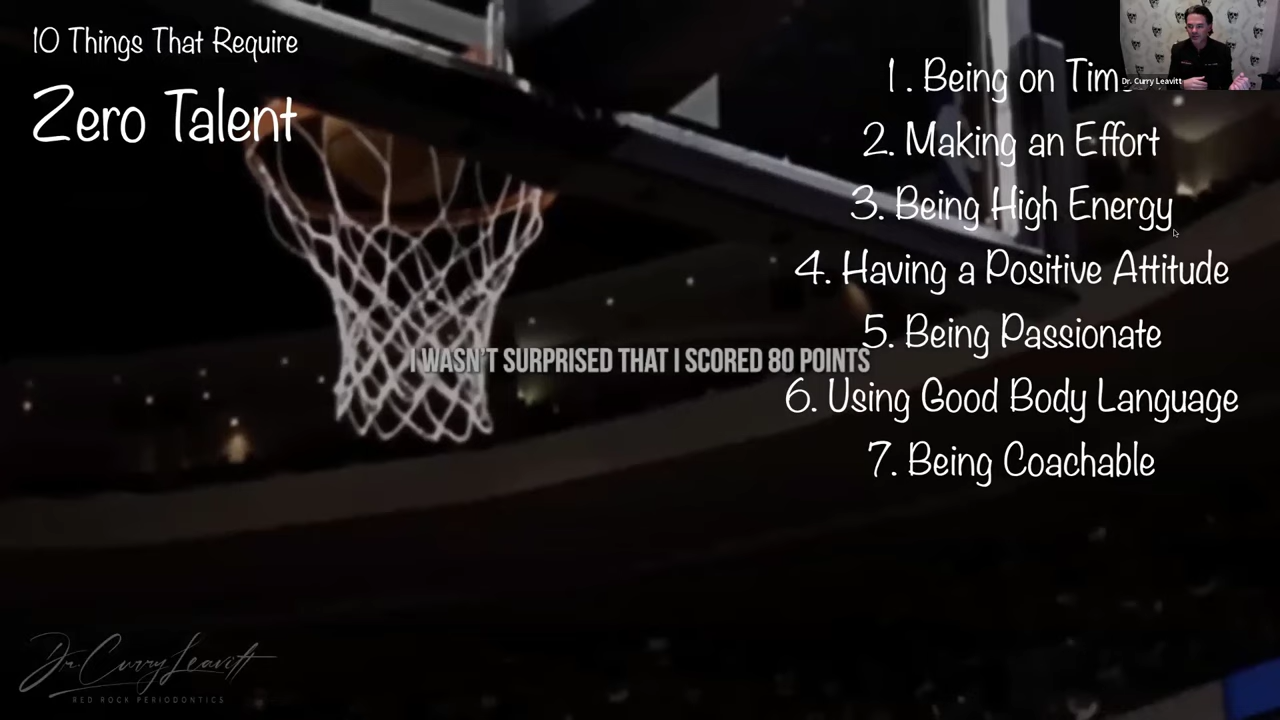 10 Things That Require
Zero Talent
1. Being on Time
Dr. Curry Leavitt
2. Making an Effort
3. Being High Energy
4. Having a Positive Attitude
5. Being Passionate
I WASN'T SURPRISED THAT I SCORED 80 POINTS
6. Using Good Body Language
7. Being Coachable
Dr. Curry Leavitt
RED ROCK PERIODONTICS